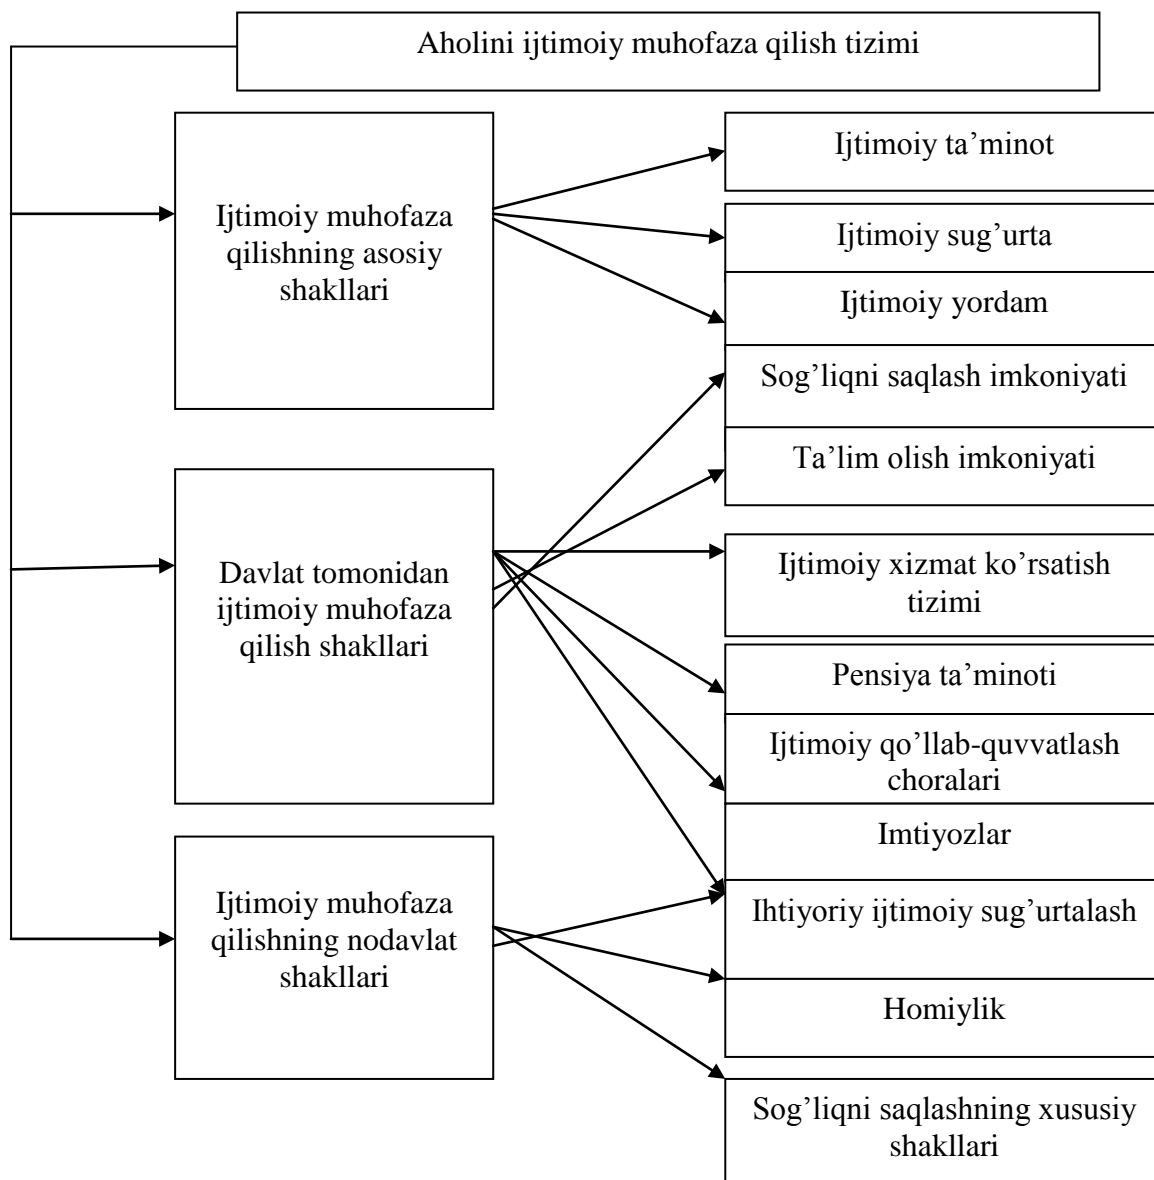 Aholini ijtimoiy muhofaza qilish tizimi
Ijtimoiy muhofaza
qilishning asosiy
shakllari
Ijtimoiy ta’minot
Ijtimoiy sug’urta
Ijtimoiy yordam
Sog’liqni saqlash imkoniyati
Ta’lim olish imkoniyati
Davlat tomonidan
ijtimoiy muhofaza
qilish shakllari
Ijtimoiy xizmat ko’rsatish
tizimi
Pensiya ta’minoti
Ijtimoiy qo’llab-quvvatlash
choralari
Imtiyozlar
Ijtimoiy muhofaza
qilishning nodavlat
shakllari
Ihtiyoriy ijtimoiy sug’urtalash
Homiylik
Sog’liqni saqlashning xususiy
shakllari